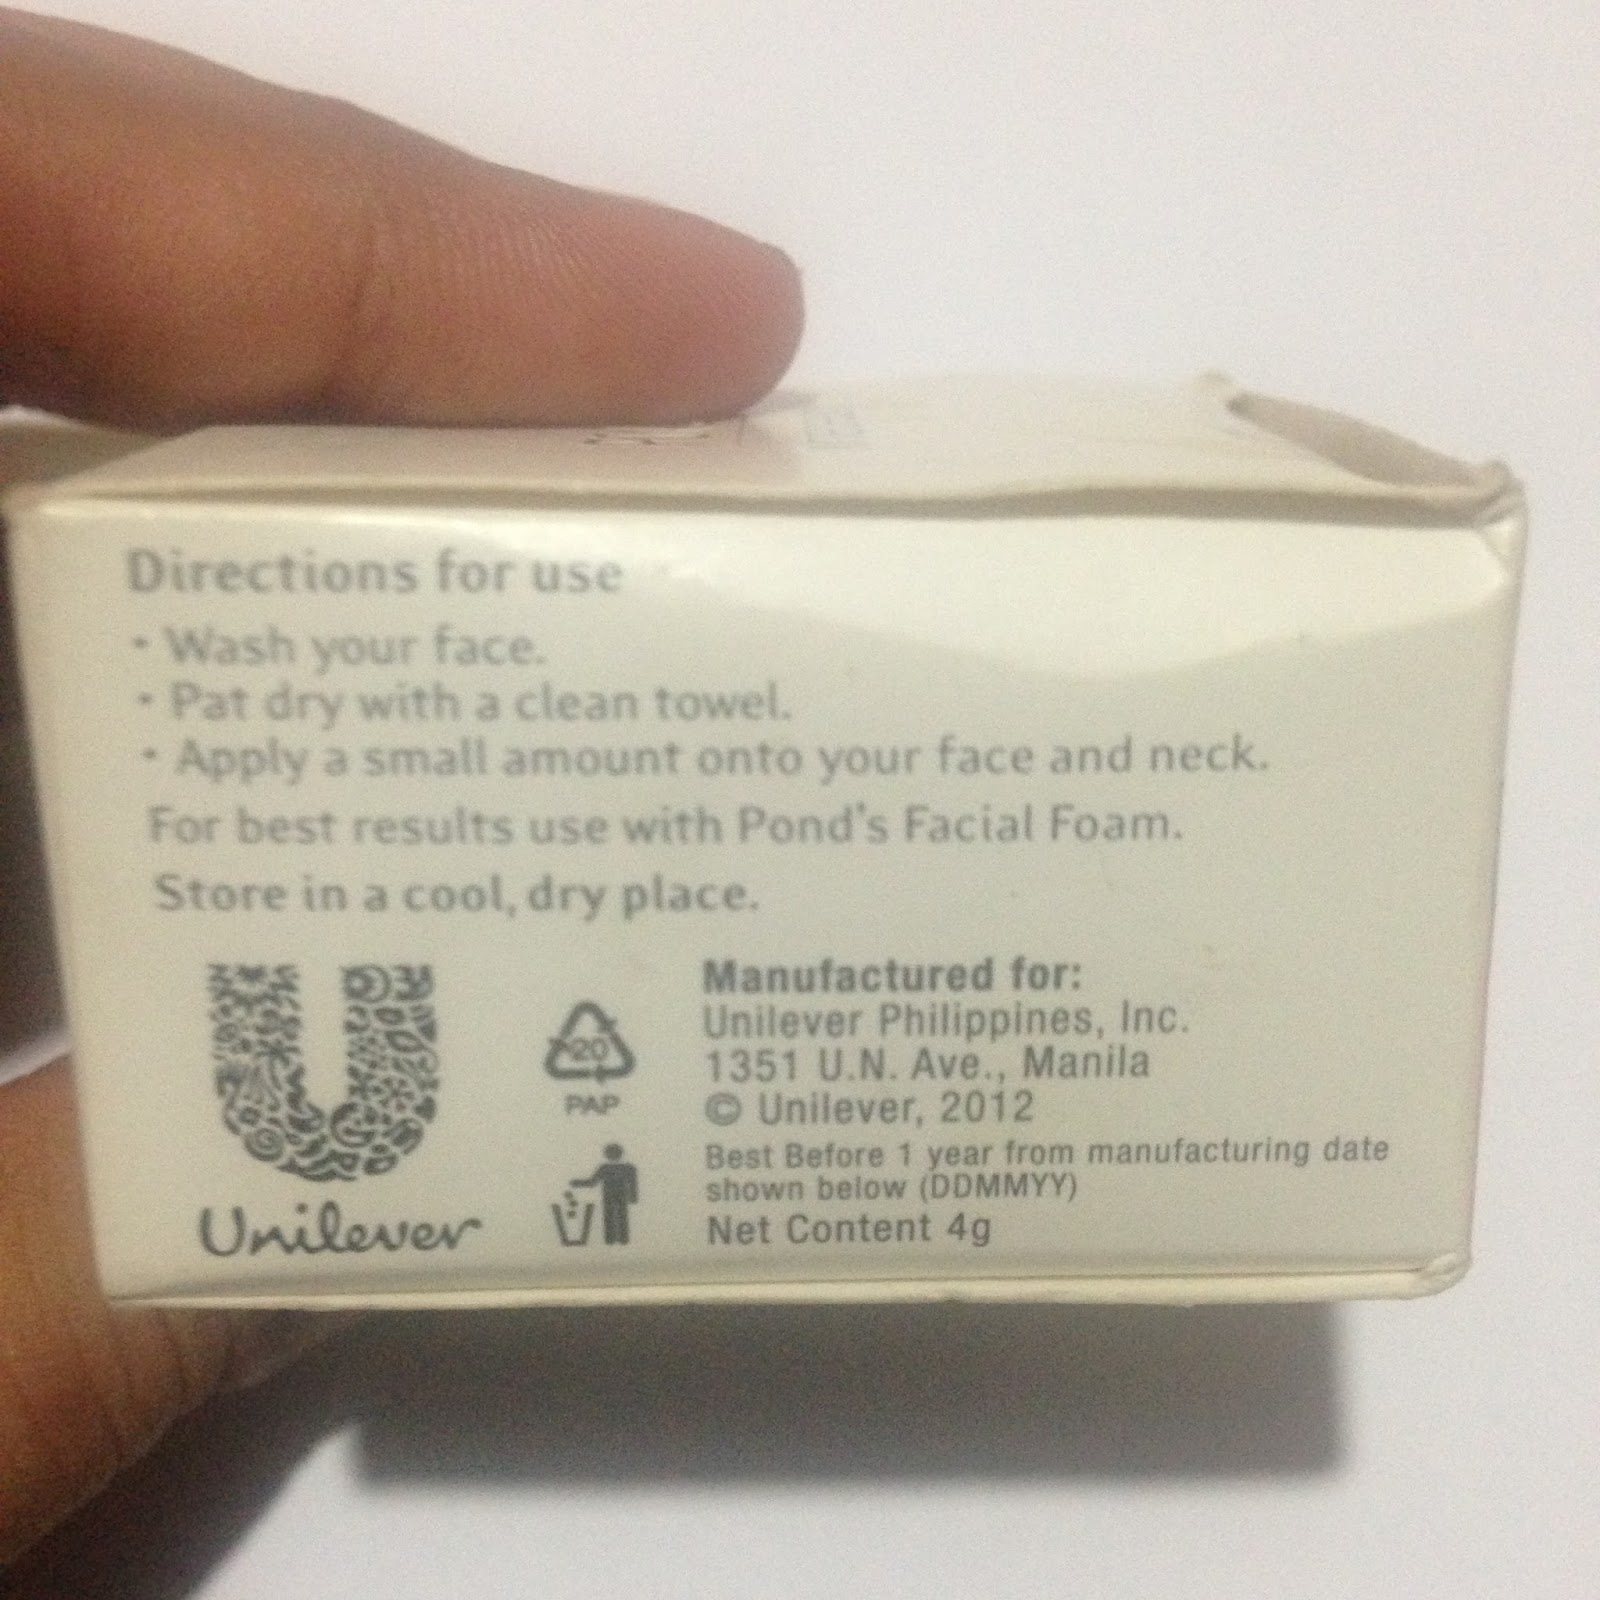 Directions for use
· Wash your face.
· Pat dry with a clean towel.
· Apply a small amount onto your face and neck.
For best results use with Pond's Facial Foam.
Store in a cool, dry place.
Unilever
20
PAP
Manufactured for:
Unilever Philippines, Inc.
1351 U.N. Ave., Manila
© Unilever, 2012
Best Before 1 year from manufacturing date
shown below (DDMMYY)
Net Content 4g